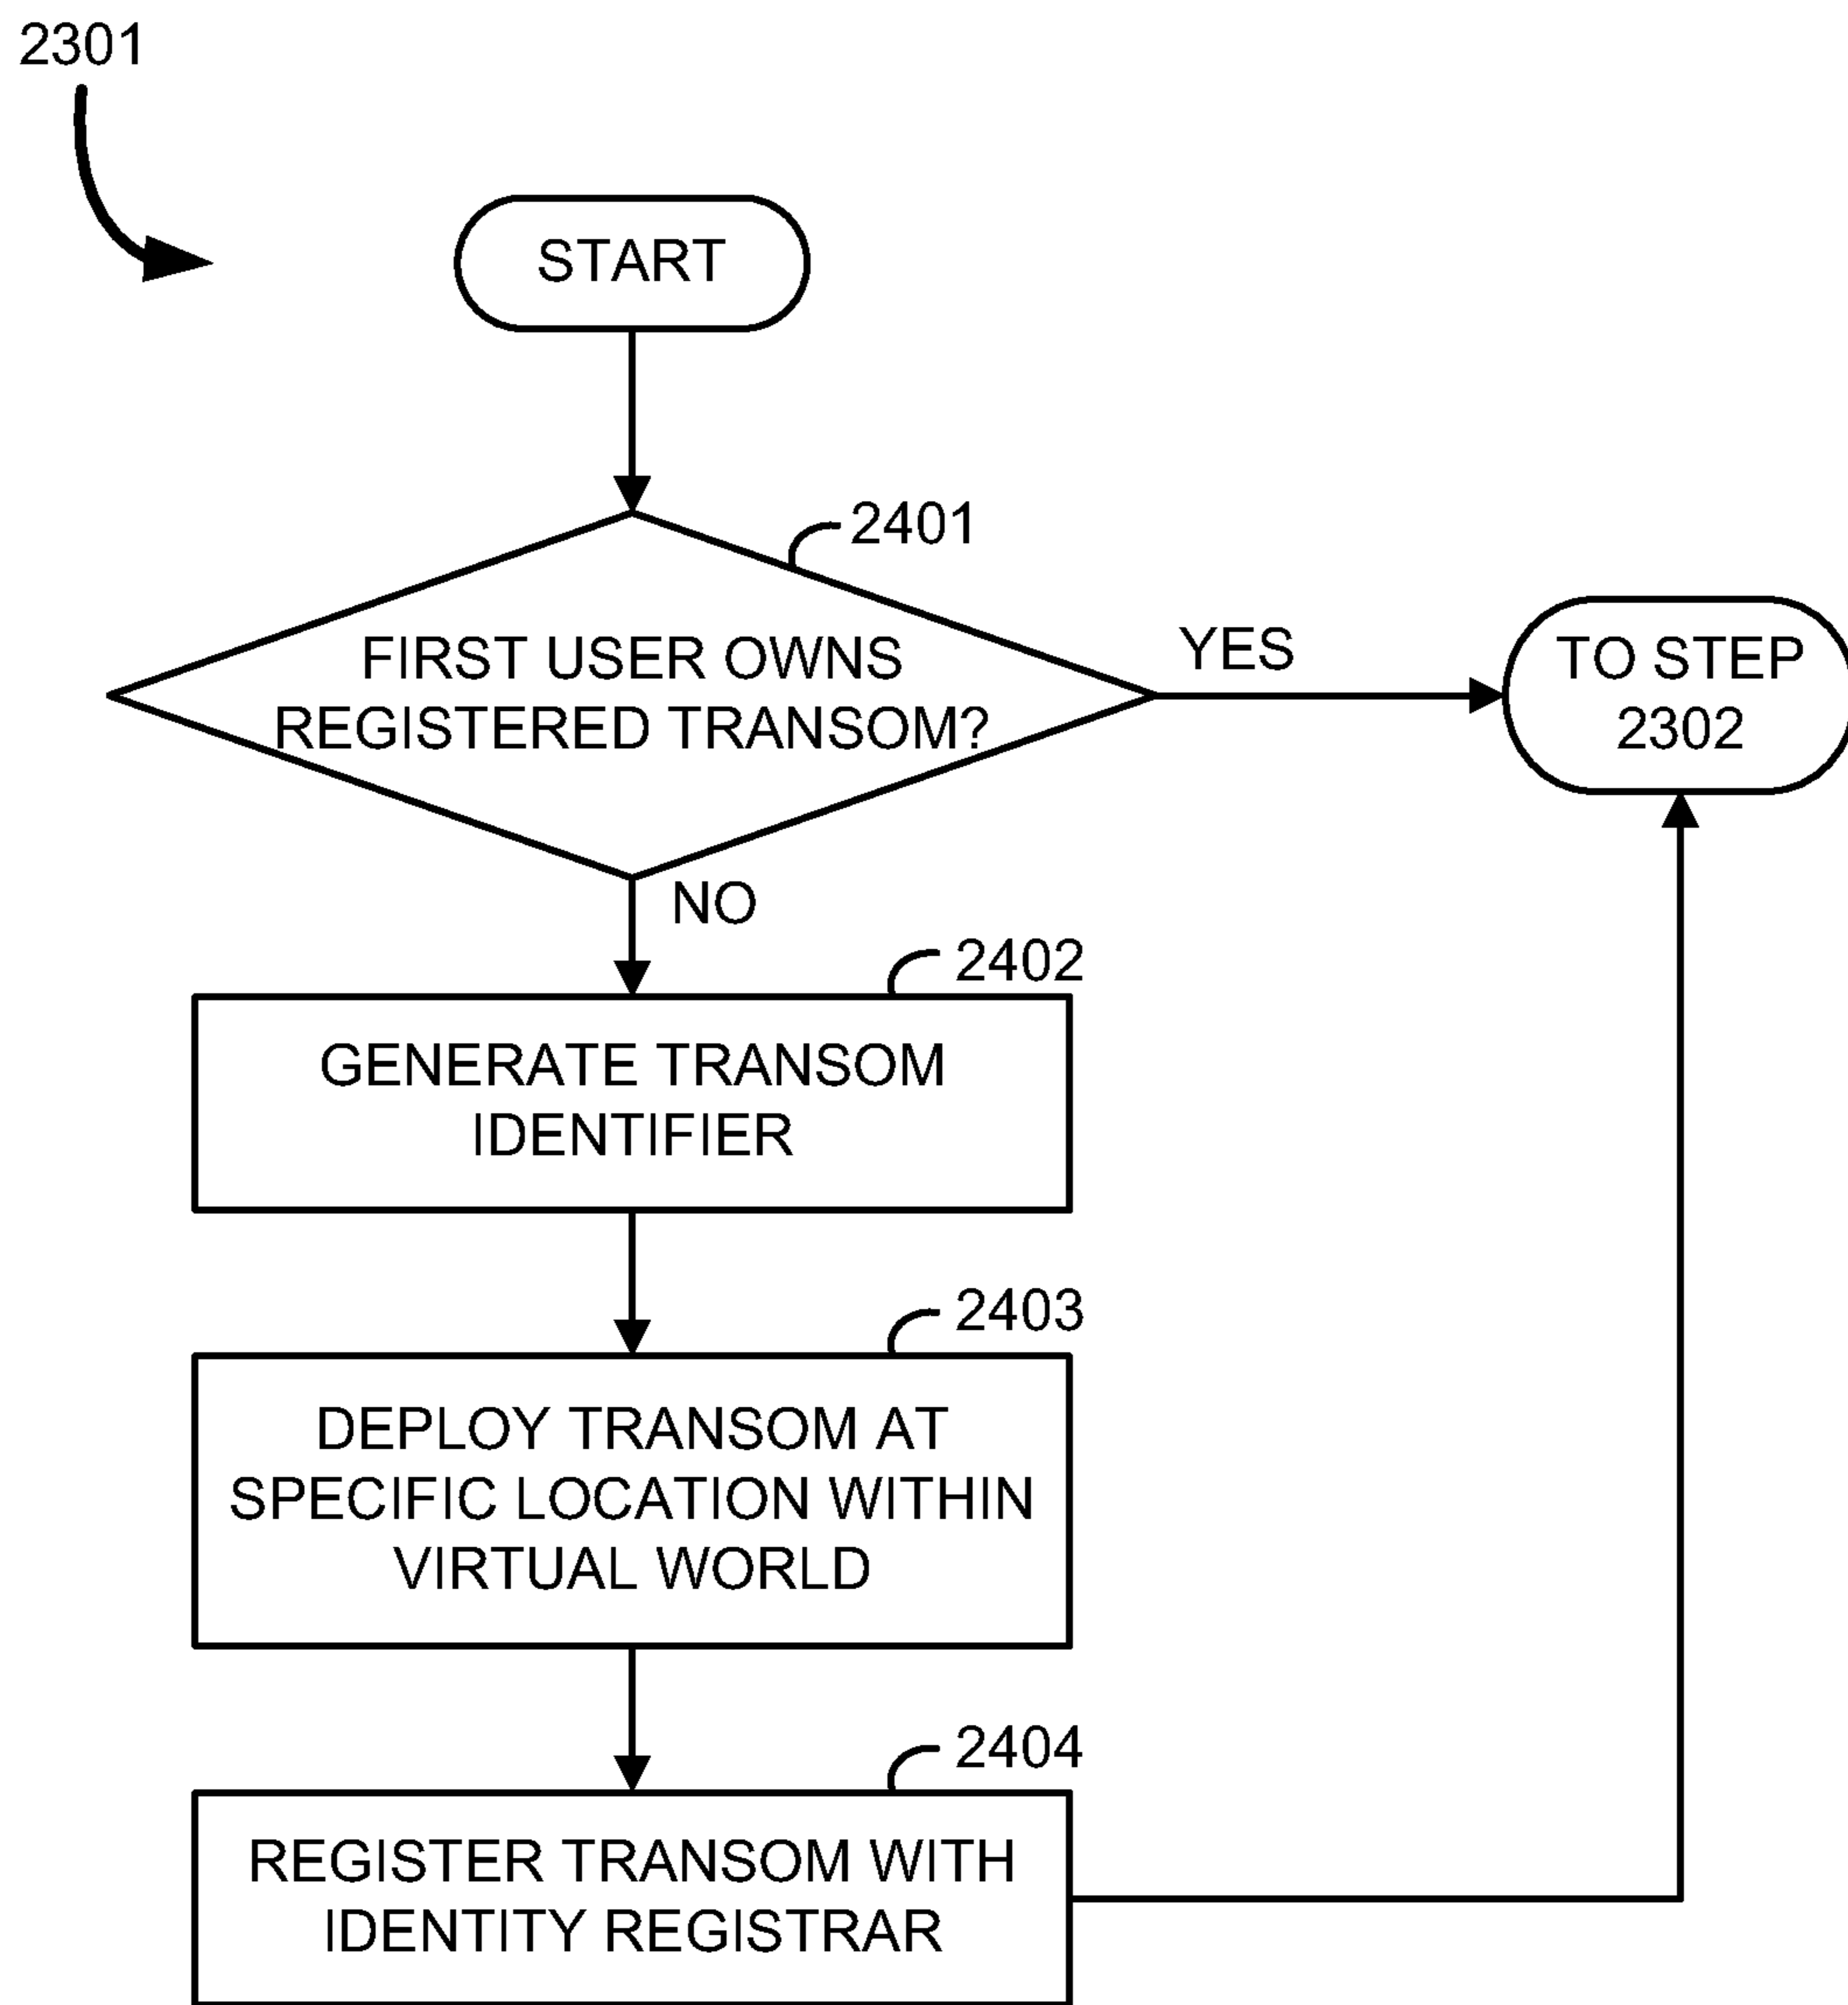 2301
START
2401
FIRST USER OWNS
REGISTERED TRANSOM?
YES
TO STEP
2302
NO
2402
GENERATE TRANSOM
IDENTIFIER
2403
DEPLOY TRANSOM AT
SPECIFIC LOCATION WITHIN
VIRTUAL WORLD
2404
REGISTER TRANSOM WITH
IDENTITY REGISTRAR